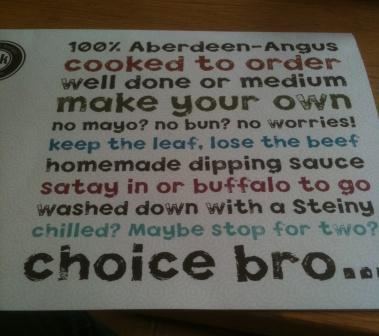 k
100% Aberdeen-Angus
cooked to order
well done or medium
make your own
no mayo? no bun? no worries!
keep the leaf, lose the beef
homemade dipping sauce
satay in or buffalo to go
washed down with a Steiny
chilled? Maybe stop for two?
choice bro...